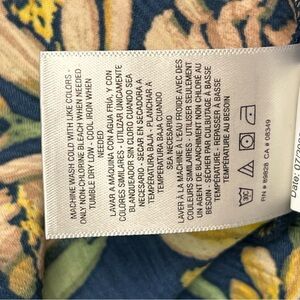 MACHINE WASH COLD WITH LIKE COLORS -
ONLY NON-CHLORINE BLEACH WHEN NEEDED
TUMBLE DRY LOW - COOL IRON WHEN
NEEDED
LAVAR A MÁQUINA CON AGUA FRÍA, Y CON
COLORES SIMILARES - UTILIZAR ÚNICAMENTE
BLANQUEADOR SIN CLORO CUANDO SEA
NECESARIO - SECAR EN SECADORA A
TEMPERATURA BAJA - PLANCHAR A
TEMPERATURA BAJA CUANDO
SEA NECESARIO
LAVER À LA MACHINE À L'EAU FROIDE AVEC DES
COULEURS SIMILAIRES - UTILISER SEULEMENT
UN AGENT DE BLANCHIMENT NON CHLORÉ AU
BESOIN - SÉCHER PAR CULBUTAGE À BASSE
TEMPÉRATURE - REPASSER À BASSE
TEMPÉRATURE AU BESOIN
CA # 08349
Date: